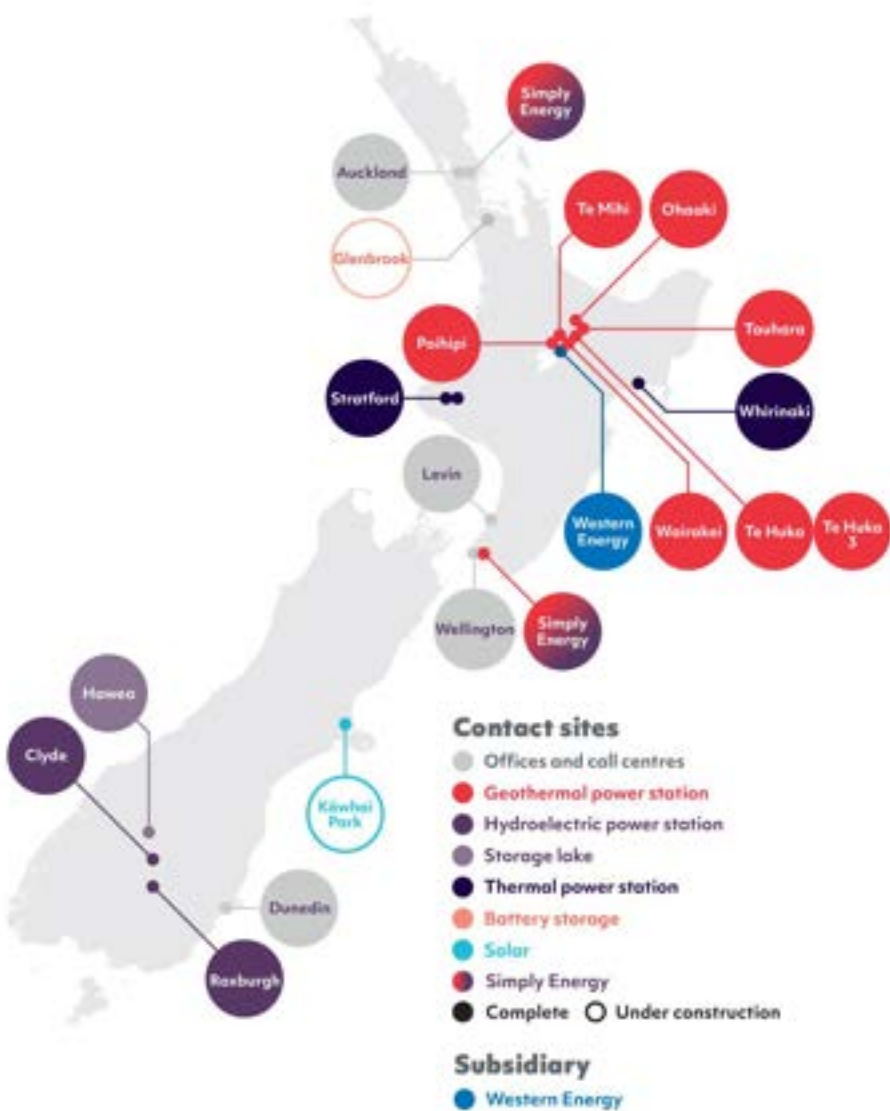 Simply
Energy
Auckland
Te Mihi
Ohaaki
Glenbrook
Tauhara
Poihipi
Stratford
Whirinaki
Levin
Western
Energy
Wairakei
Te Huka
Te Huka
3
Wellington
Simply
Energy
Hawea
Clyde
Kōwhai
Park
Dunedin
Roxburgh
Contact sites
Offices and call centres
Geothermal power station
Hydroelectric power station
Storage lake
Thermal power station
Battery storage
Solar
Simply Energy
Complete Under construction
Subsidiary
Western Energy